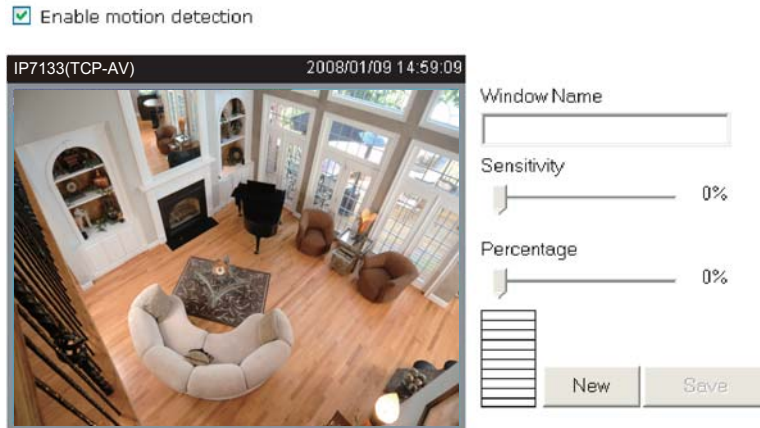 Enable motion detection
IP7133(TCP-AV) 2008/01/09 14:59:09
Window Name
Sensitivity
0%
Percentage
0%
New Save